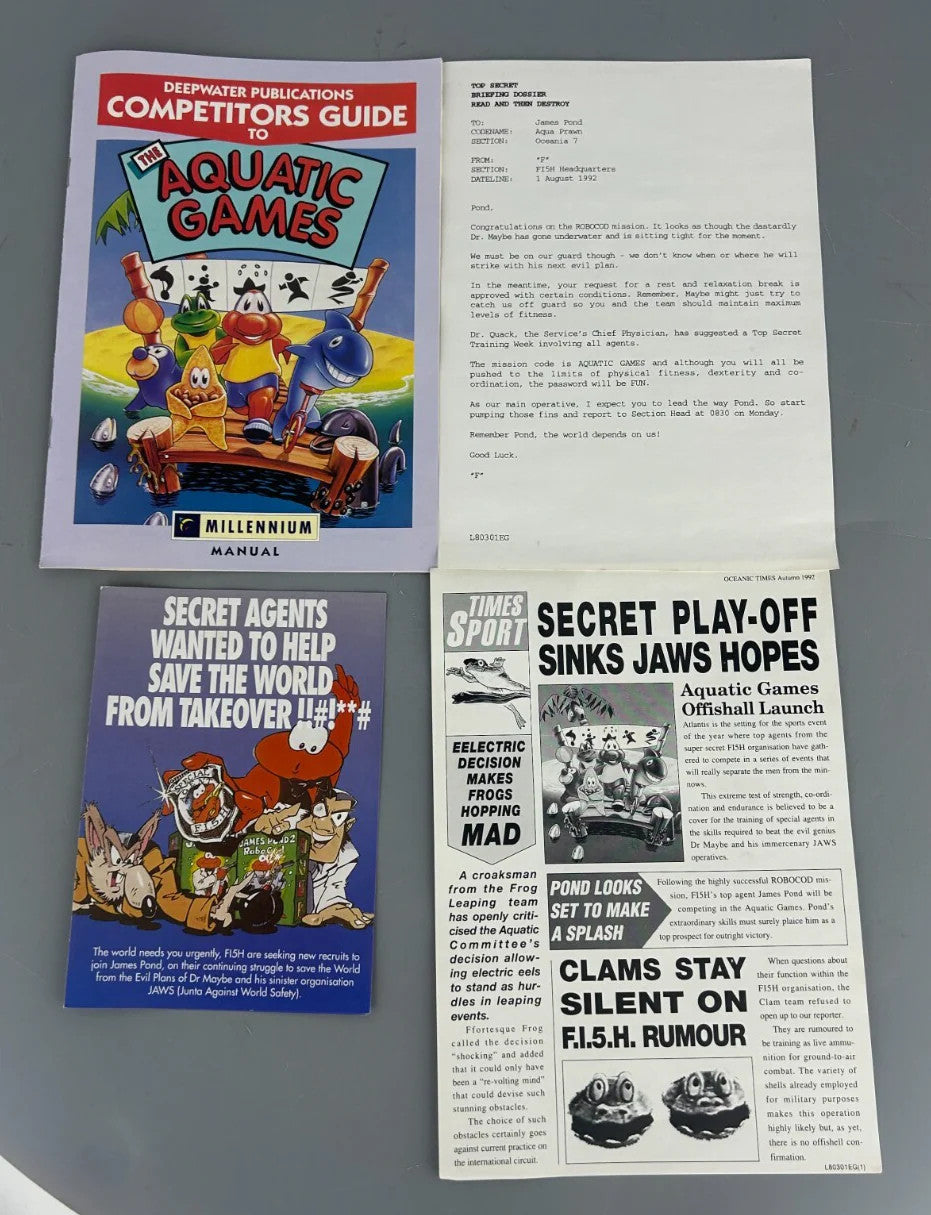 DEEPWATER PUBLICATIONS
COMPETITORS GUIDE
TO
THE
AQUATIC
GAMES
MILLENNIUM
MANUAL
TOP SECRET
BRIEFING DOSSIER
READ AND THEN DESTROY
TO: James Pond
CODENAME: Aqua Prawn
SECTION: Oceania 7
FROM: "F"
SECTION: FI5H Headquarters
DATELINE: 1 August 1992
Pond,
Congratulations on the ROBOCOD mission. It looks as though the dastardly
Dr. Maybe has gone underwater and is sitting tight for the moment.
We must be on our guard though - we don't know when or where he will
strike with his next evil plan.
In the meantime, your request for a rest and relaxation break is
approved with certain conditions. Remember, Maybe might just try to
catch us off guard so you and the team should maintain maximum
levels of fitness.
Dr. Quack, the Service's Chief Physician, has suggested a Top Secret
Training Week involving all agents.
The mission code is AQUATIC GAMES and although you will all be
pushed to the limits of physical fitness, dexterity and co-
ordination, the password will be FUN.
As our main operative, I expect you to lead the way Pond. So start
pumping those fins and report to Section Head at 0830 on Monday.
Remember Pond, the world depends on us!
Good Luck.
"F"
L80301EG
SECRET AGENTS
WANTED TO HELP
SAVE THE WORLD
FROM TAKEOVER !!#!**#
SPECIAL
FI5H
JAMES POND 2
RoboCod
The world needs you urgently, FI5H are seeking new recruits to
join James Pond, on their continuing struggle to save the World
from the Evil Plans of Dr Maybe and his sinister organisation
JAWS (Junta Against World Safety).
OCEANIC TIMES Autumn 1992
TIMES
SPORT
EELECTRIC
DECISION
MAKES
FROGS
HOPPING
MAD
A croaksman
from the Frog
Leaping team
has openly criti-
cised the Aquatic
Committee's
decision allow-
ing electric eels
to stand as hur-
dles in leaping
events.
Ffortesque Frog
called the decision
"shocking" and added
that it could only have
been a "re-volting mind"
that could devise such
stunning obstacles.
The choice of such
obstacles certainly goes
against current practice on
the international circuit.
SECRET PLAY-OFF
SINKS JAWS HOPES
Aquatic Games
Offishall Launch
Atlantis is the setting for the sports event
of the year where top agents from the
super secret FI5H organisation have gath-
ered to compete in a series of events that
will really separate the men from the min-
nows.
This extreme test of strength, co-ordi-
nation and endurance is believed to be a
cover for the training of special agents in
the skills required to beat the evil genius
Dr Maybe and his immercenary JAWS
operatives.
POND LOOKS
SET TO MAKE
A SPLASH
Following the highly successful ROBOCOD mis-
sion, FI5H's top agent James Pond will be
competing in the Aquatic Games. Pond's
extraordinary skills must surely plaice him as a
top prospect for outright victory.
CLAMS STAY
SILENT ON
F.I.5.H. RUMOUR
When questions about
their function within the
FI5H organisation, the
Clam team refused to
open up to our reporter.
They are rumoured to
be training as live ammu-
nition for ground-to-air
combat. The variety of
shells already employed
for military purposes
makes this operation
highly likely but, as yet,
there is no offishell con-
firmation.
L80301EG(1)